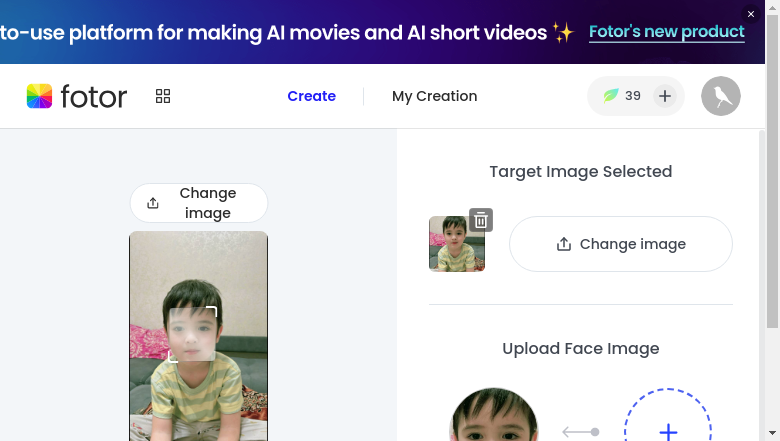 to-use platform for making AI movies and AI short videos ✨ Fotor's new product
fotor
Create
My Creation
39
Change
image
Target Image Selected
Change image
Upload Face Image